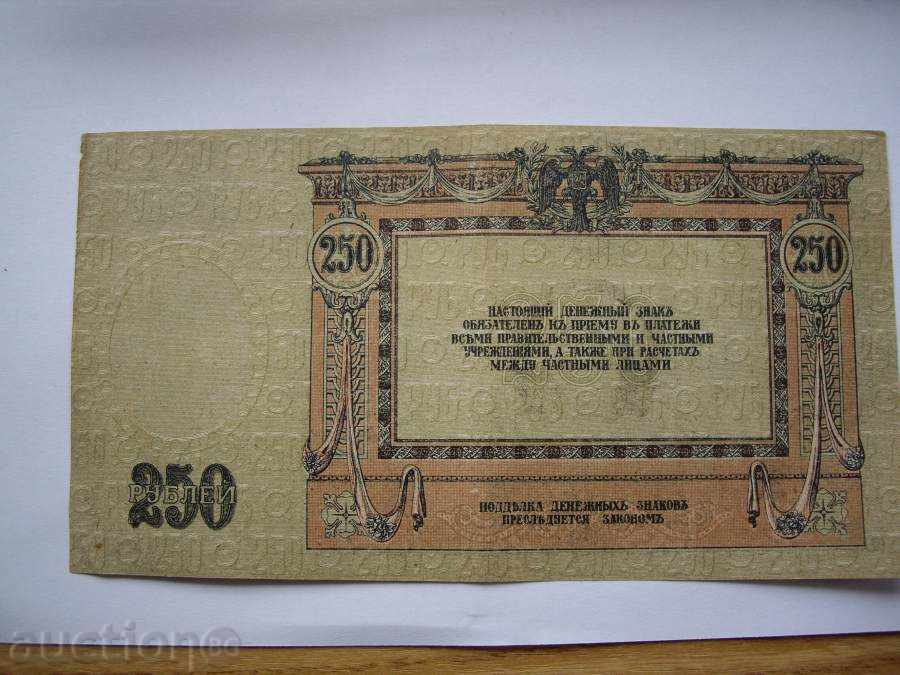 250
250
НАСТОЯЩІЙ ДЕНЕЖНЫЙ ЗНАКЪ
ОБЯЗАТЕЛЕНЪ КЪ ПРІЕМУ ВЪ ПЛАТЕЖИ
ВСѢМИ ПРАВИТЕЛЬСТВЕННЫМИ И ЧАСТНЫМИ
УЧРЕЖДЕНІЯМИ, А ТАКЖЕ ПРИ РАСЧЕТАХЪ
МЕЖДУ ЧАСТНЫМИ ЛИЦАМИ
250
РУБЛЕЙ
ПОДДѢЛКА ДЕНЕЖНЫХЪ ЗНАКОВЪ
ПРЕСЛѢДУЕТСЯ ЗАКОНОМЪ
auction.bg